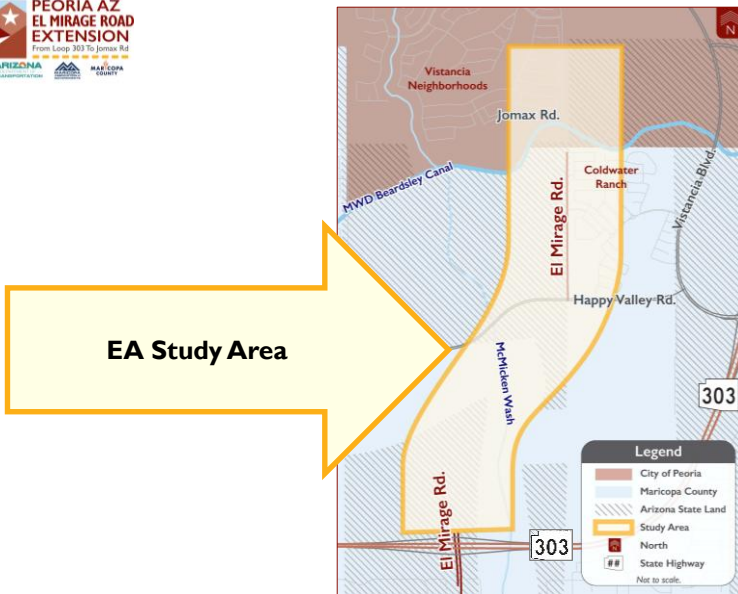 PEORIA AZ
EL MIRAGE ROAD
EXTENSION
From Loop 303 To Jomax Rd
MARICOPA
COUNTY
N
Vistancia
Neighborhoods
Jomax Rd.
MWD Beardsley Canal
Coldwater
Ranch
Vistancia Blvd.
El Mirage Rd.
Happy Valley Rd.
EA Study Area
McMicken Wash
303
El Mirage Rd.
303
Legend
City of Peoria
Maricopa County
Arizona State Land
Study Area
N
North
##
State Highway
Not to scale.